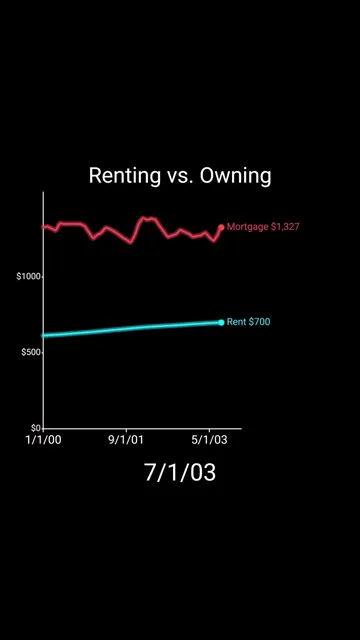 Renting vs. Owning
Mortgage $1,327
$1000
Rent $700
$500
$0
1/1/00 9/1/01 5/1/03
7/1/03